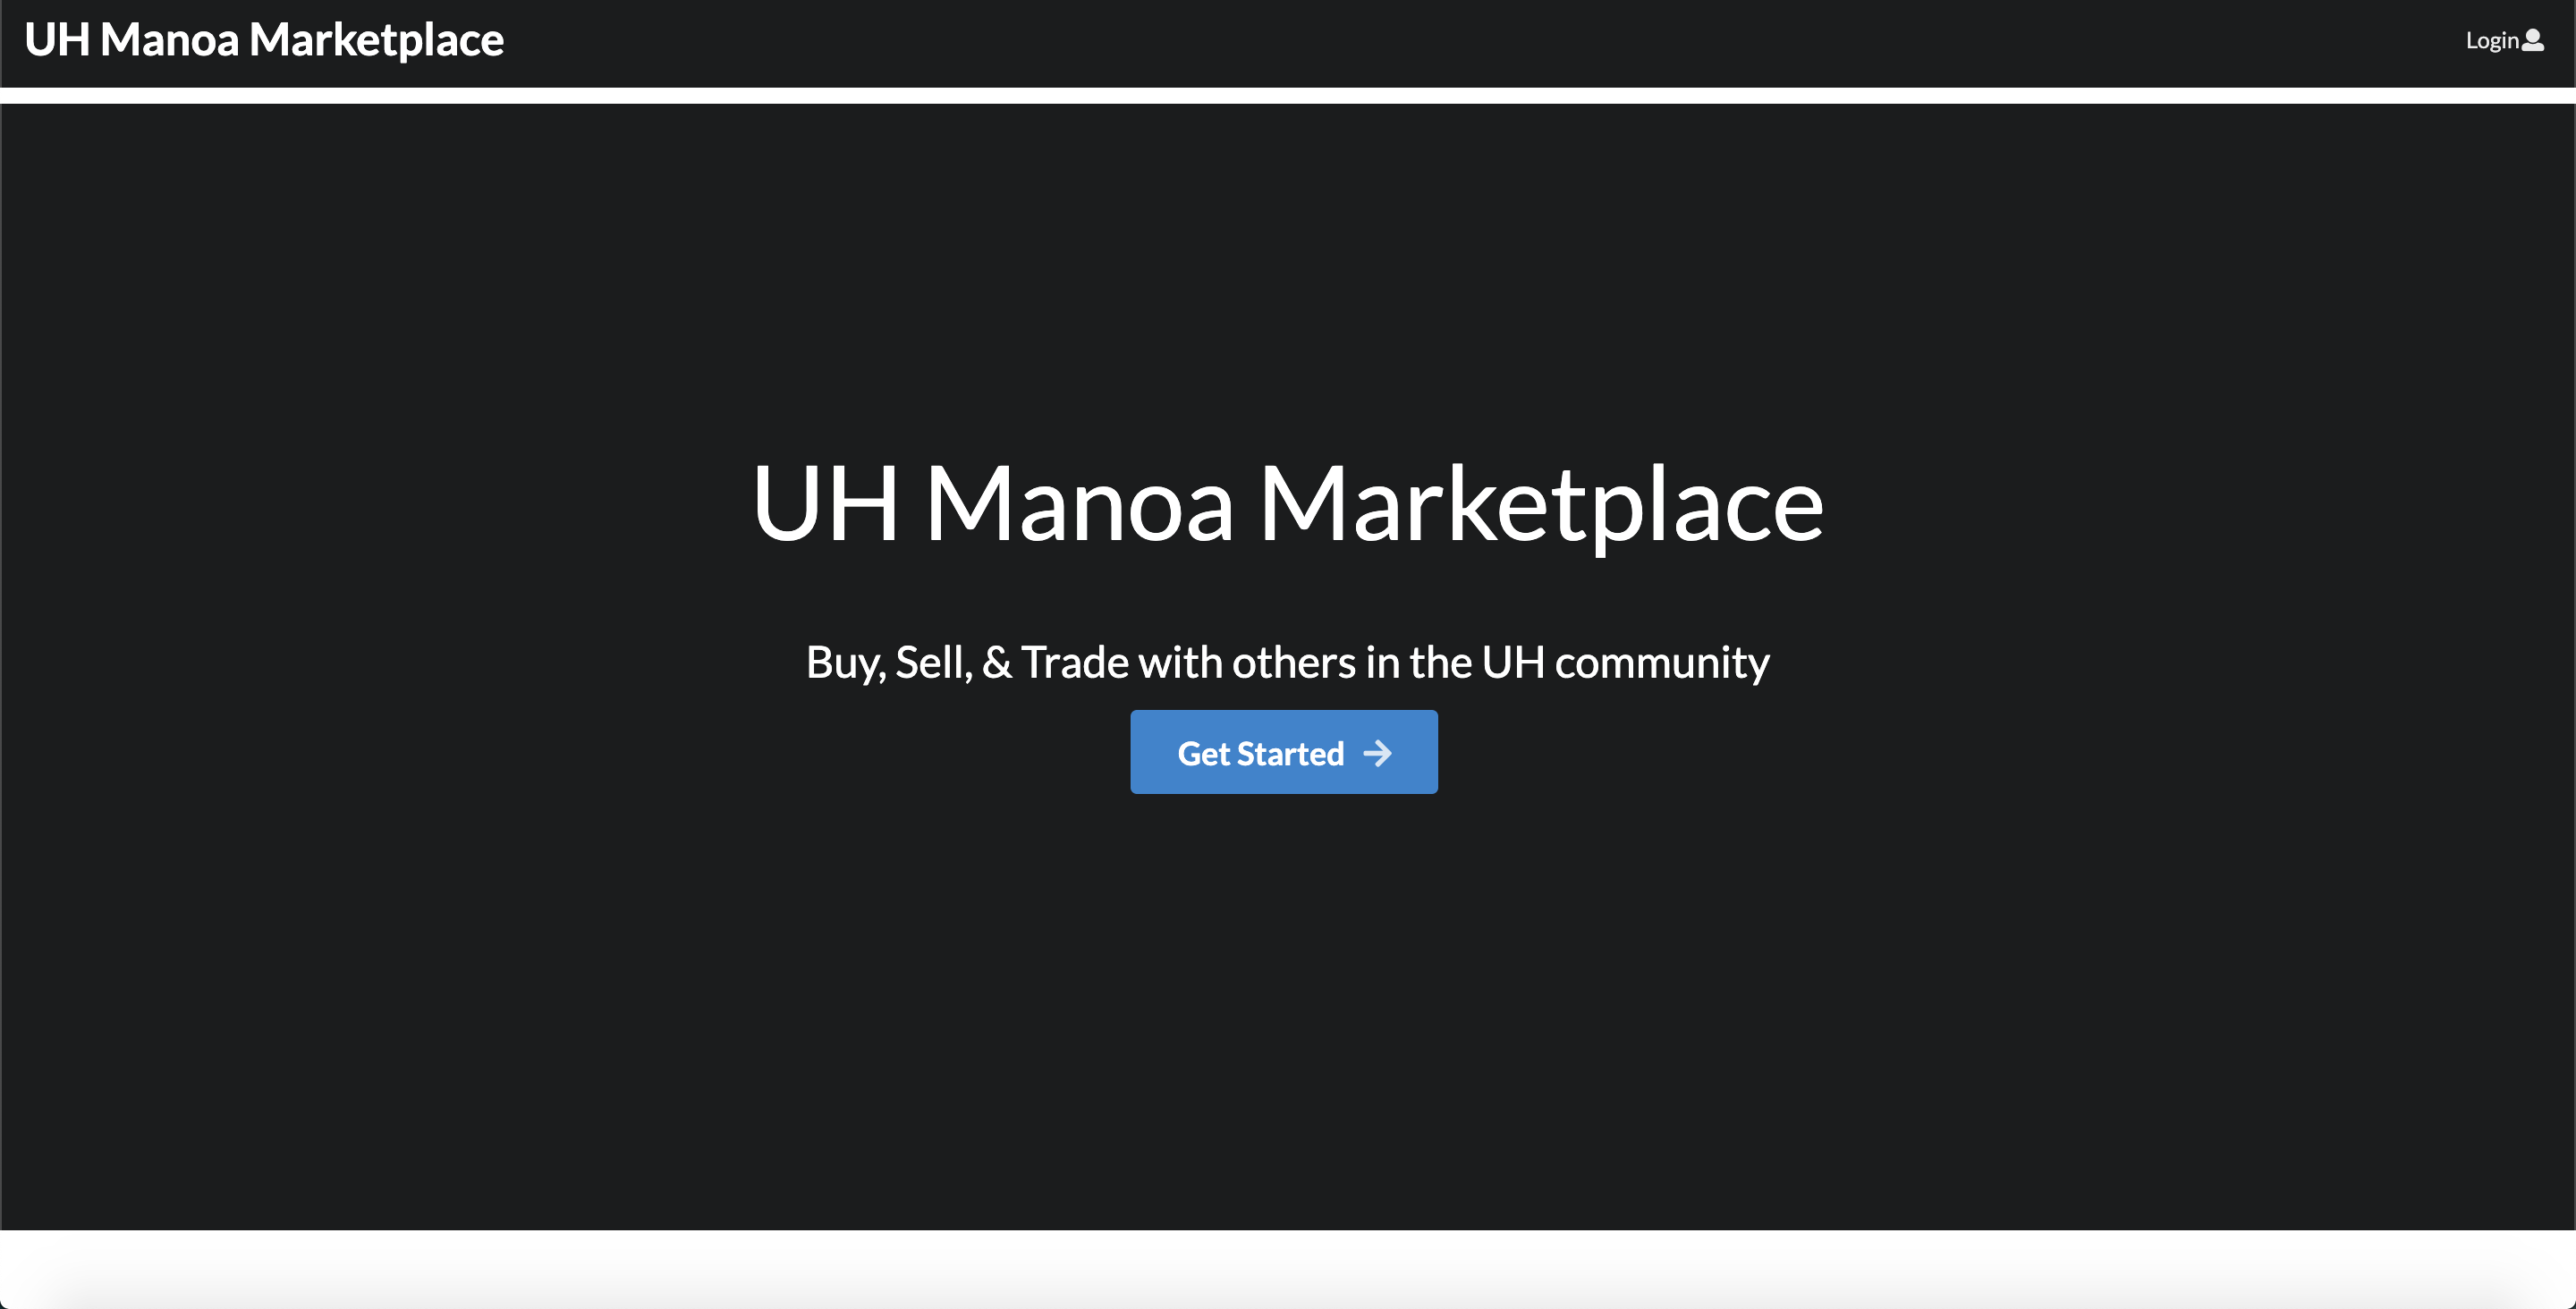 UH Manoa Marketplace
Login
UH Manoa Marketplace
Buy, Sell, & Trade with others in the UH community
Get Started